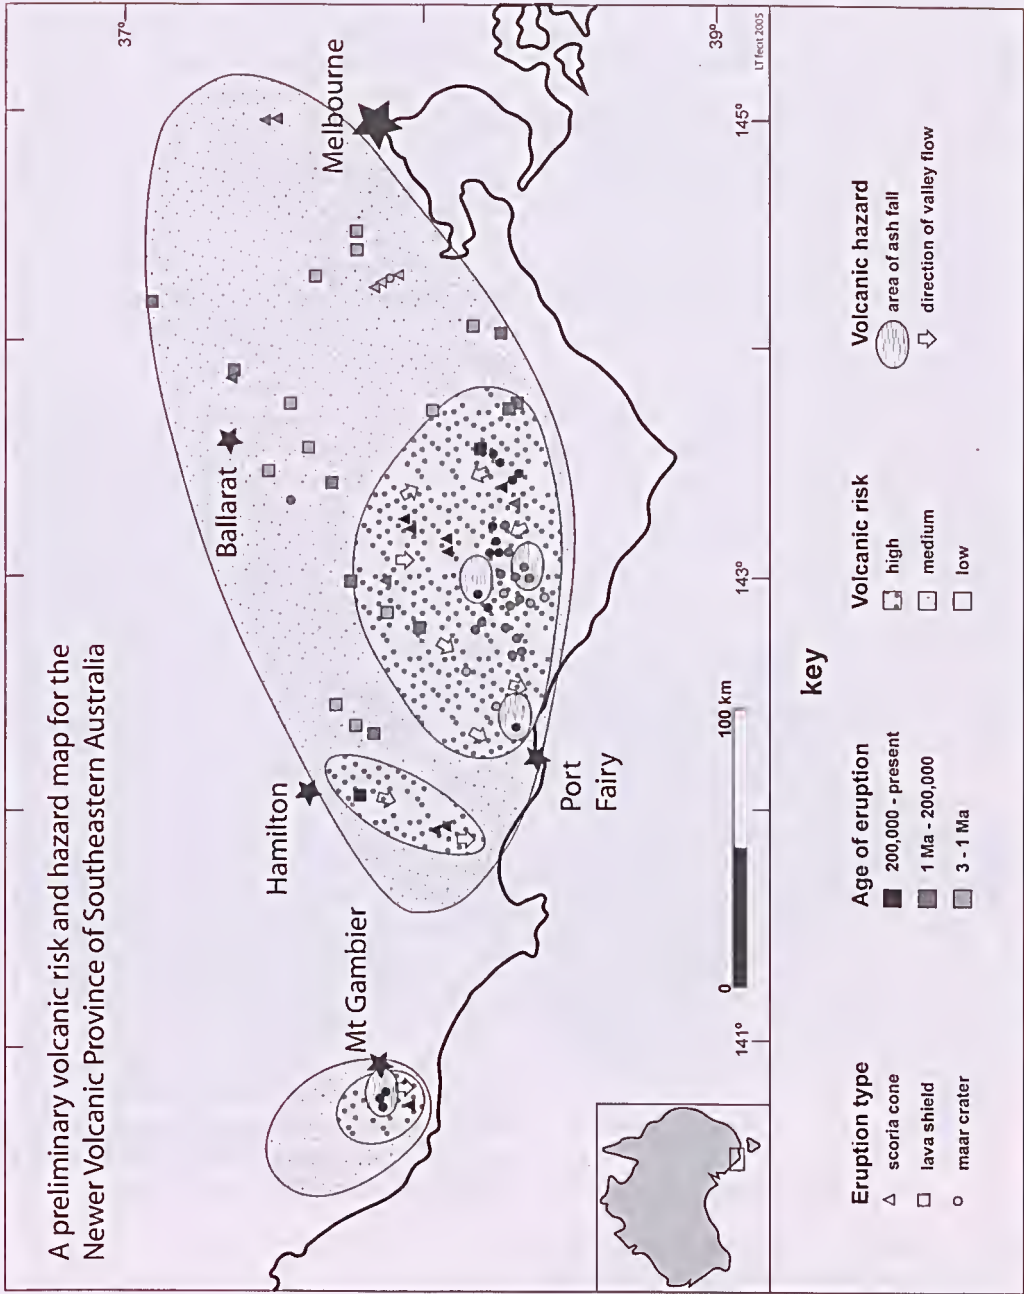 A preliminary volcanic risk and hazard map for the
Newer Volcanic Province of Southeastern Australia
37°
39°
Hamilton
Ballarat
Melbourne
Mt Gambier
Port
Fairy
0
100 km
141°
143°
145°
LT fecit 2005
key
Eruption type
scoria cone
lava shield
maar crater
Age of eruption
200,000 - present
1 Ma - 200,000
3 - 1 Ma
Volcanic risk
high
medium
low
Volcanic hazard
area of ash fall
direction of valley flow